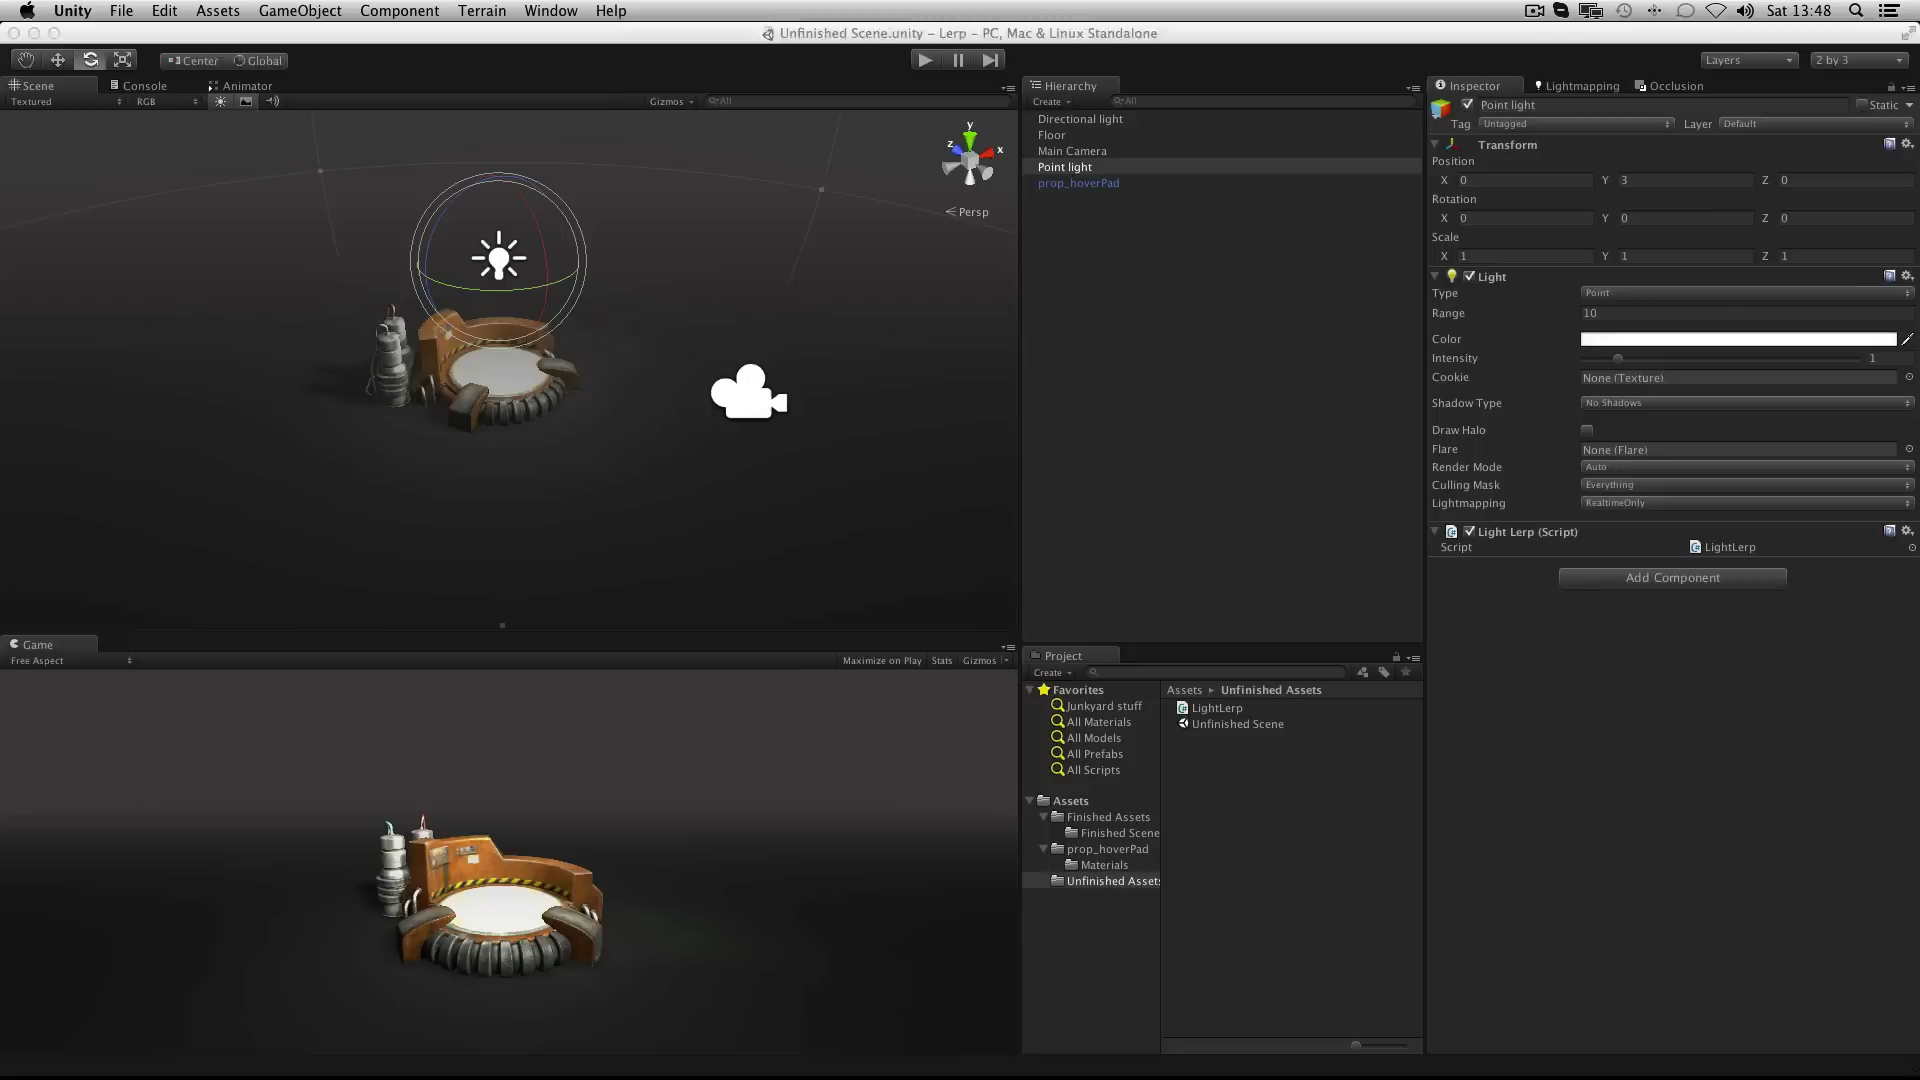 Unity File Edit Assets GameObject Component Terrain Window Help Sat 13:48
Unfinished Scene.unity – Lerp – PC, Mac & Linux Standalone
Center Global Layers 2 by 3
Scene Console Animator
Textured RGB Gizmos All
y
z x
Persp
Hierarchy
Create All
Directional light
Floor
Main Camera
Point light
prop_hoverPad
Inspector Lightmapping Occlusion
Point light Static
Tag Untagged Layer Default
Transform
Position
X 0 Y 3 Z 0
Rotation
X 0 Y 0 Z 0
Scale
X 1 Y 1 Z 1
Light
Type Point
Range 10
Color
Intensity 1
Cookie None (Texture)
Shadow Type No Shadows
Draw Halo
Flare None (Flare)
Render Mode Auto
Culling Mask Everything
Lightmapping RealtimeOnly
Light Lerp (Script)
Script LightLerp
Add Component
Game
Free Aspect Maximize on Play Stats Gizmos
Project
Create
Favorites
Junkyard stuff
All Materials
All Models
All Prefabs
All Scripts
Assets
Finished Assets
Finished Scene
prop_hoverPad
Materials
Unfinished Assets
Assets Unfinished Assets
LightLerp
Unfinished Scene